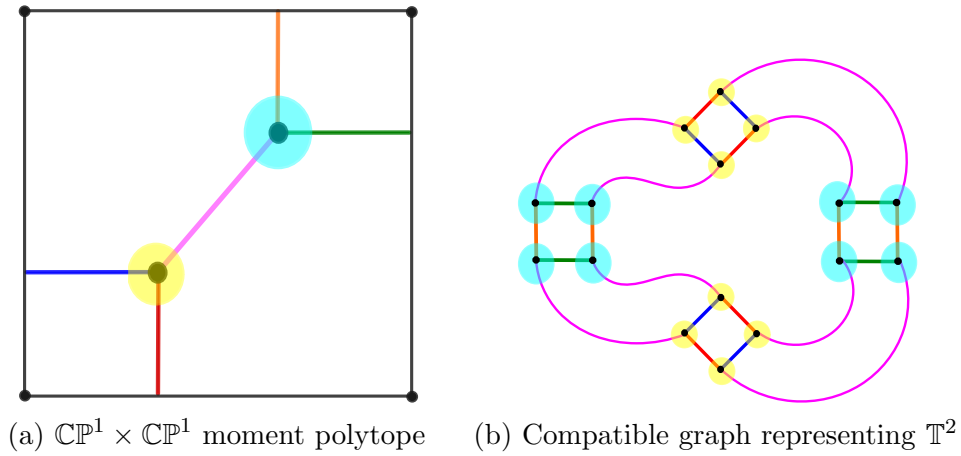 (a) ℂℙ¹ × ℂℙ¹ moment polytope
(b) Compatible graph representing 𝕋²